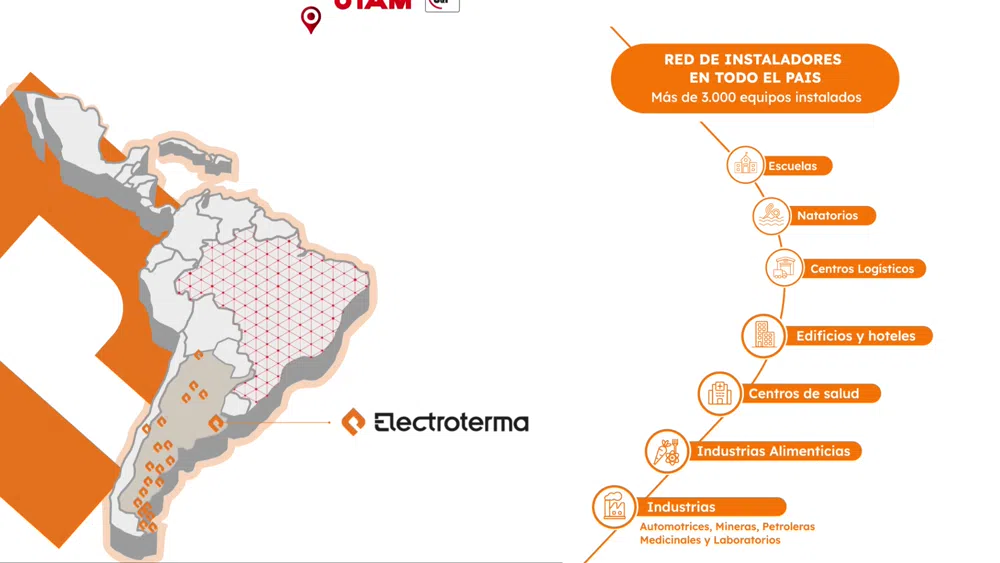 UTAM
Electroterma
RED DE INSTALADORES
EN TODO EL PAIS
Más de 3.000 equipos instalados
Escuelas
Natatorios
Centros Logísticos
Edificios y hoteles
Centros de salud
Industrias Alimenticias
Industrias
Automotrices, Mineras, Petroleras
Medicinales y Laboratorios